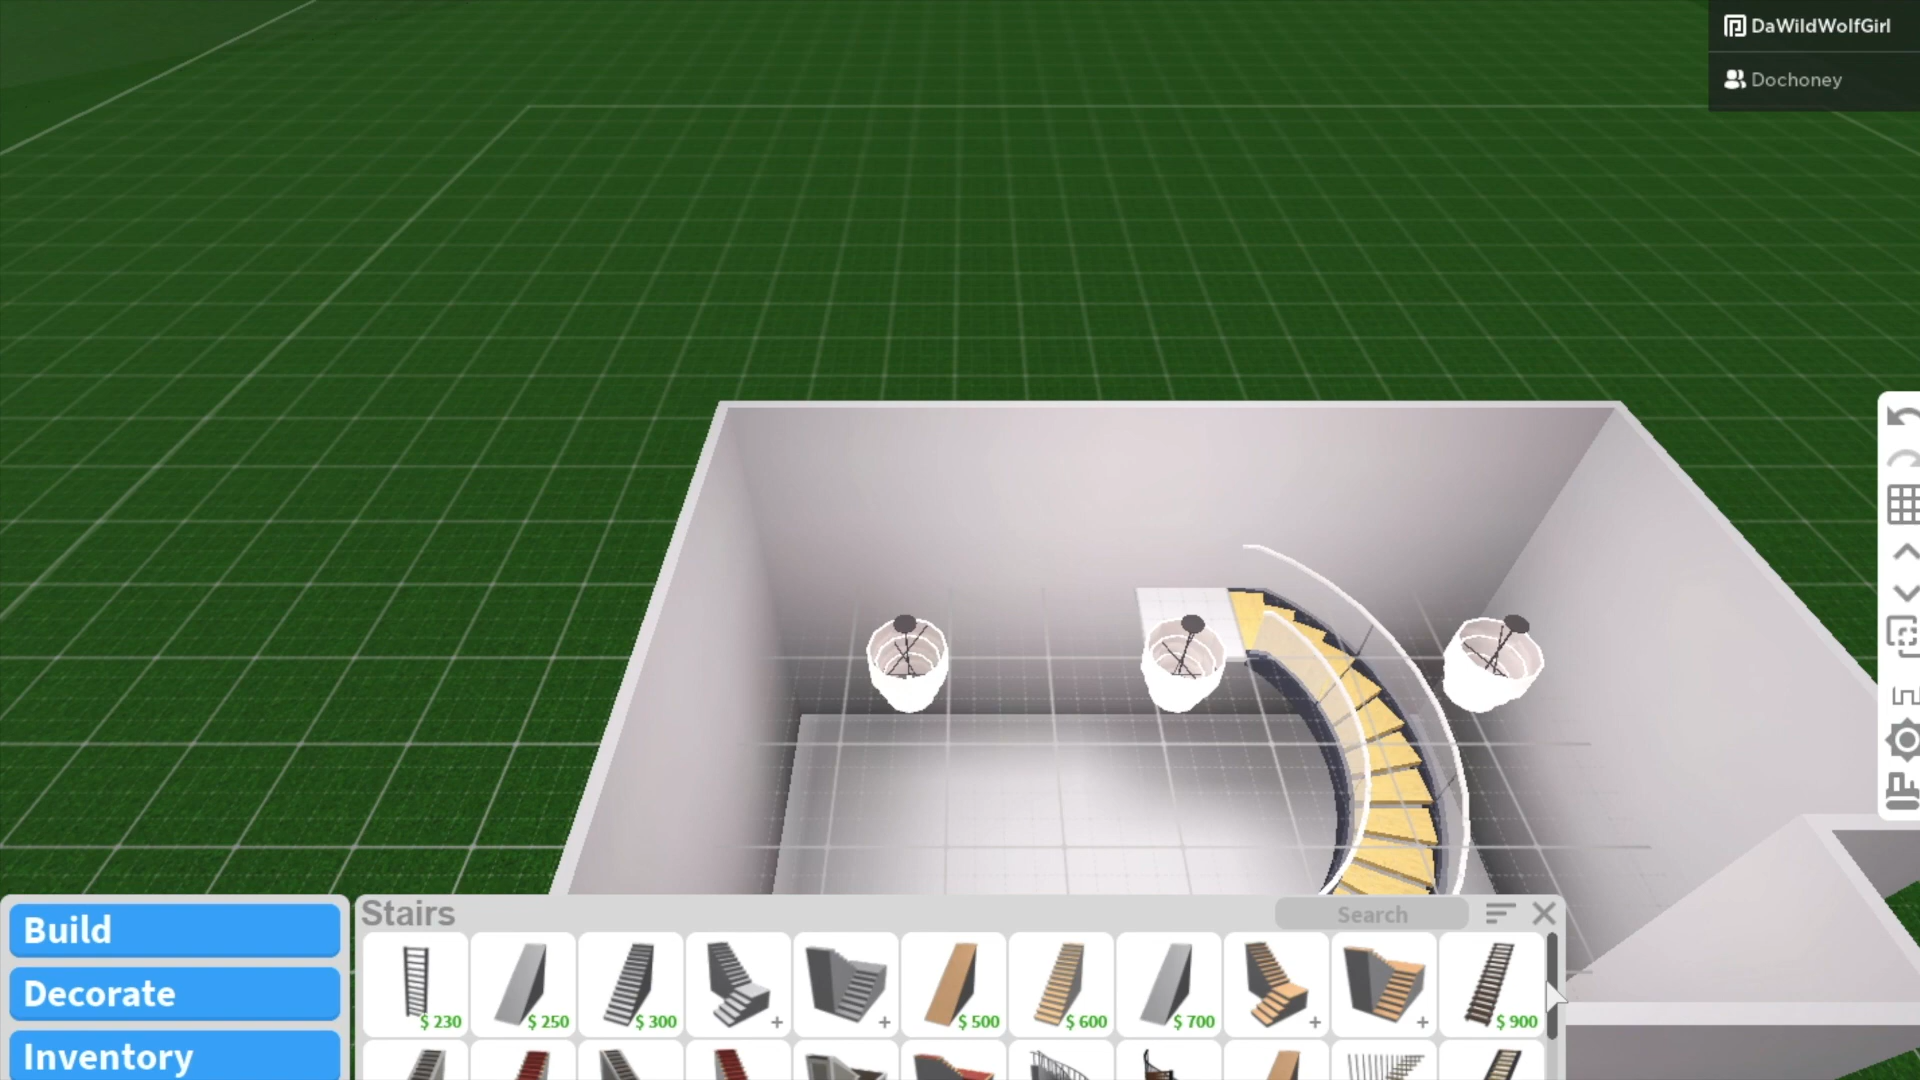 DaWildWolfGirl
Dochoney
Build
Decorate
Inventory
Stairs
Search
$ 230
$ 250
$ 300
+
+
$ 500
$ 600
$ 700
+
+
$ 900